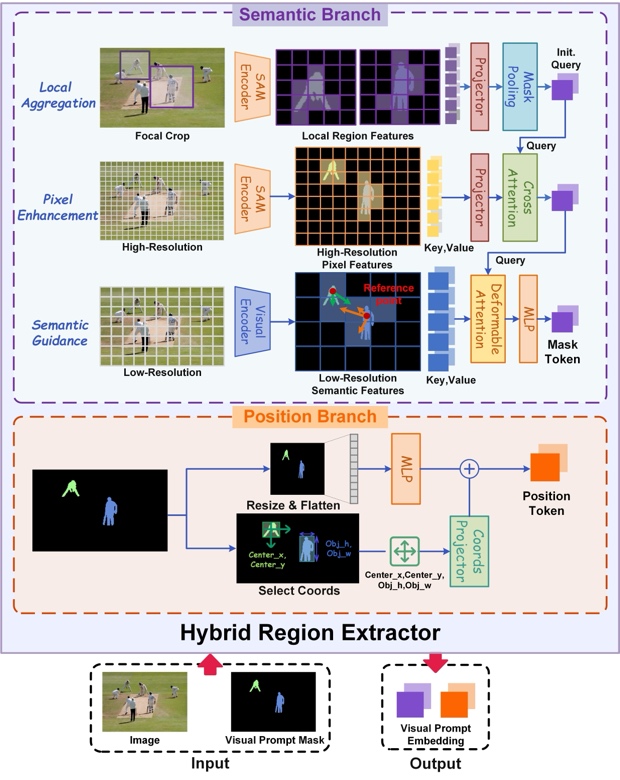 Semantic Branch
Local
Aggregation
Focal Crop
SAM
Encoder
Local Region Features
Projector
Mask
Pooling
Init.
Query
Query
Pixel
Enhancement
High-Resolution
SAM
Encoder
High-Resolution
Pixel Features
Key,Value
Projector
Cross
Attention
Query
Semantic
Guidance
Low-Resolution
Visual
Encoder
Reference
point
Low-Resolution
Semantic Features
Key,Value
Deformable
Attention
MLP
Mask
Token
Position Branch
Resize & Flatten
MLP
Position
Token
Center_x,
Center_y
Obj_h,
Obj_w
Select Coords
Center_x,Center_y,
Obj_h,Obj_w
Coords
Projector
Hybrid Region Extractor
Image
Visual Prompt Mask
Input
Visual Prompt
Embedding
Output